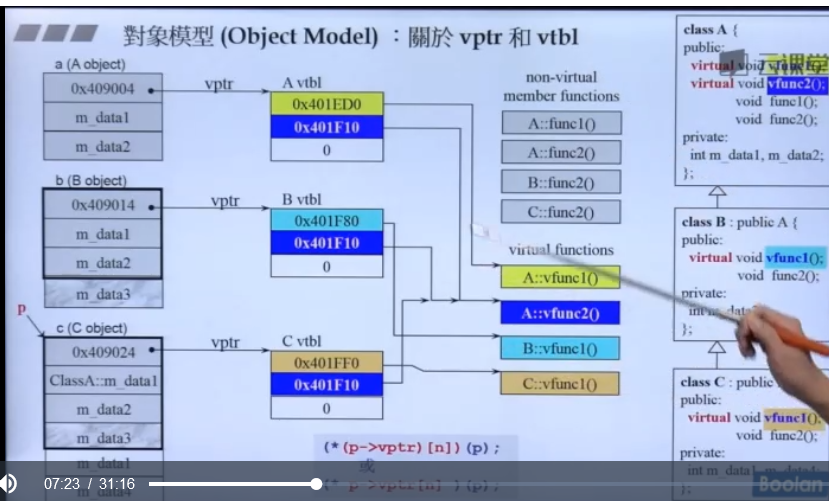 對象模型 (Object Model) ：關於 vptr 和 vtbl
a (A object)
0x409004
m_data1
m_data2
vptr
A vtbl
0x401ED0
0x401F10
0
b (B object)
0x409014
m_data1
m_data2
m_data3
vptr
B vtbl
0x401F80
0x401F10
0
p
c (C object)
0x409024
ClassA::m_data1
m_data2
m_data3
m_data1
m_data4
vptr
C vtbl
0x401FF0
0x401F10
0
non-virtual
member functions
A::func1()
A::func2()
B::func2()
C::func2()
virtual functions
A::vfunc1()
A::vfunc2()
B::vfunc1()
C::vfunc1()
(*(p->vptr)[n])(p);
或
(* p->vptr[n] )(p);
class A {
public:
virtual void vfunc1();
virtual void vfunc2();
void func1();
void func2();
private:
int m_data1, m_data2;
};
class B : public A {
public:
virtual void vfunc1();
void func2();
private:
int m_data3
};
class C : public
public:
virtual void vfunc1();
void func2();
private:
int m_data1, m_data4;
云课堂
07:23 / 31:16
Boolan